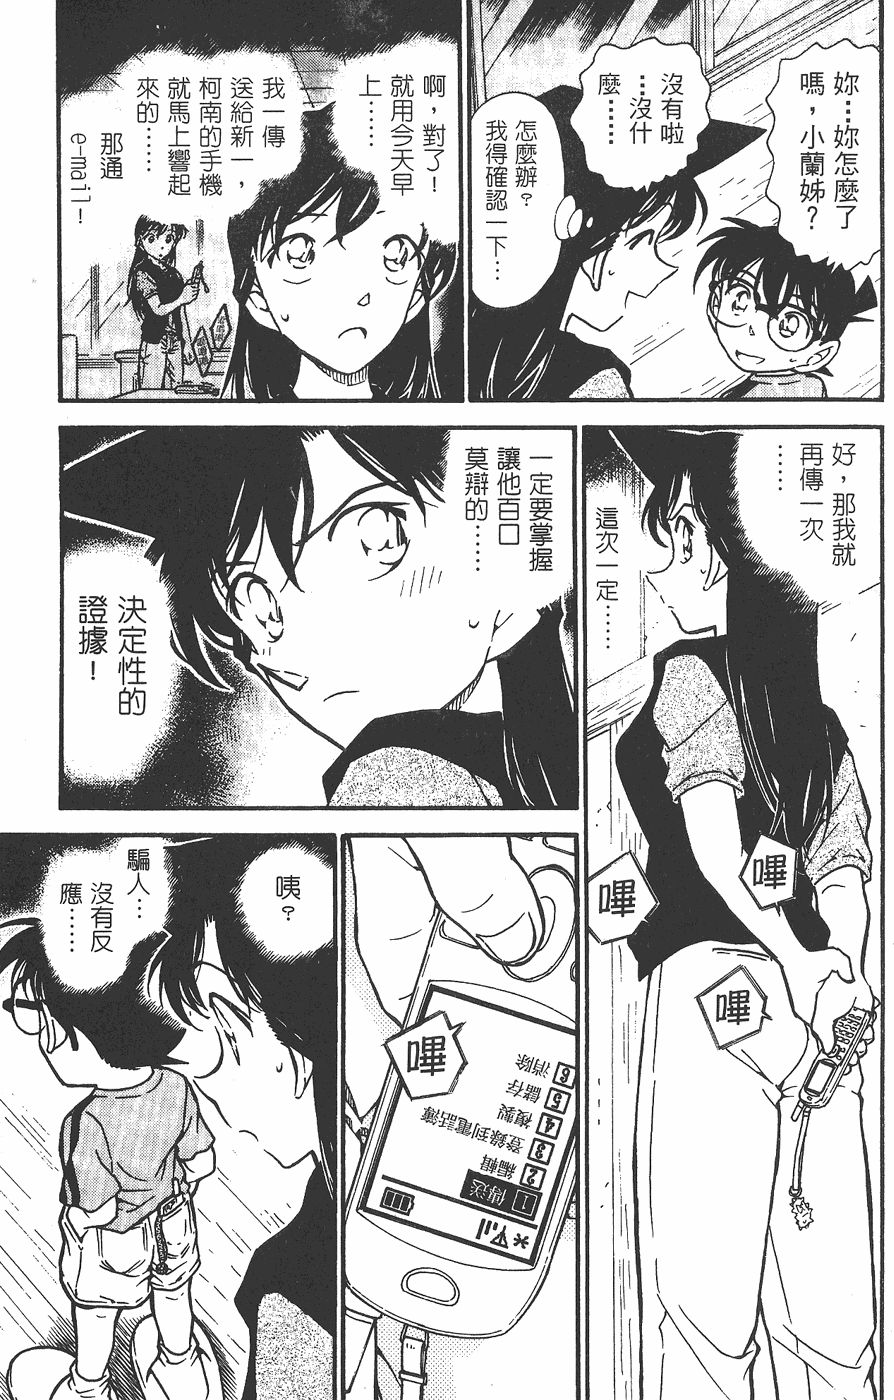 妳…妳怎麼了
嗎，小蘭姊？
沒有啦
…沒什
麼……
怎麼辦？
我得確認一下…
啊，對了！
就用今天早
上……
我一傳
送給新一，
柯南的手機
就馬上響起
來的……
那通
e-mail！
好，那我就
再傳一次
……
這次一定……
一定要掌握
讓他百口
莫辯的……
決定性的
證據！
嗶
嗶
嗶
嗶
1 傳送
2 編輯
3 登錄到電話簿
4 複製
5 儲存
6 消除
咦？
騙人…
沒有反
應……